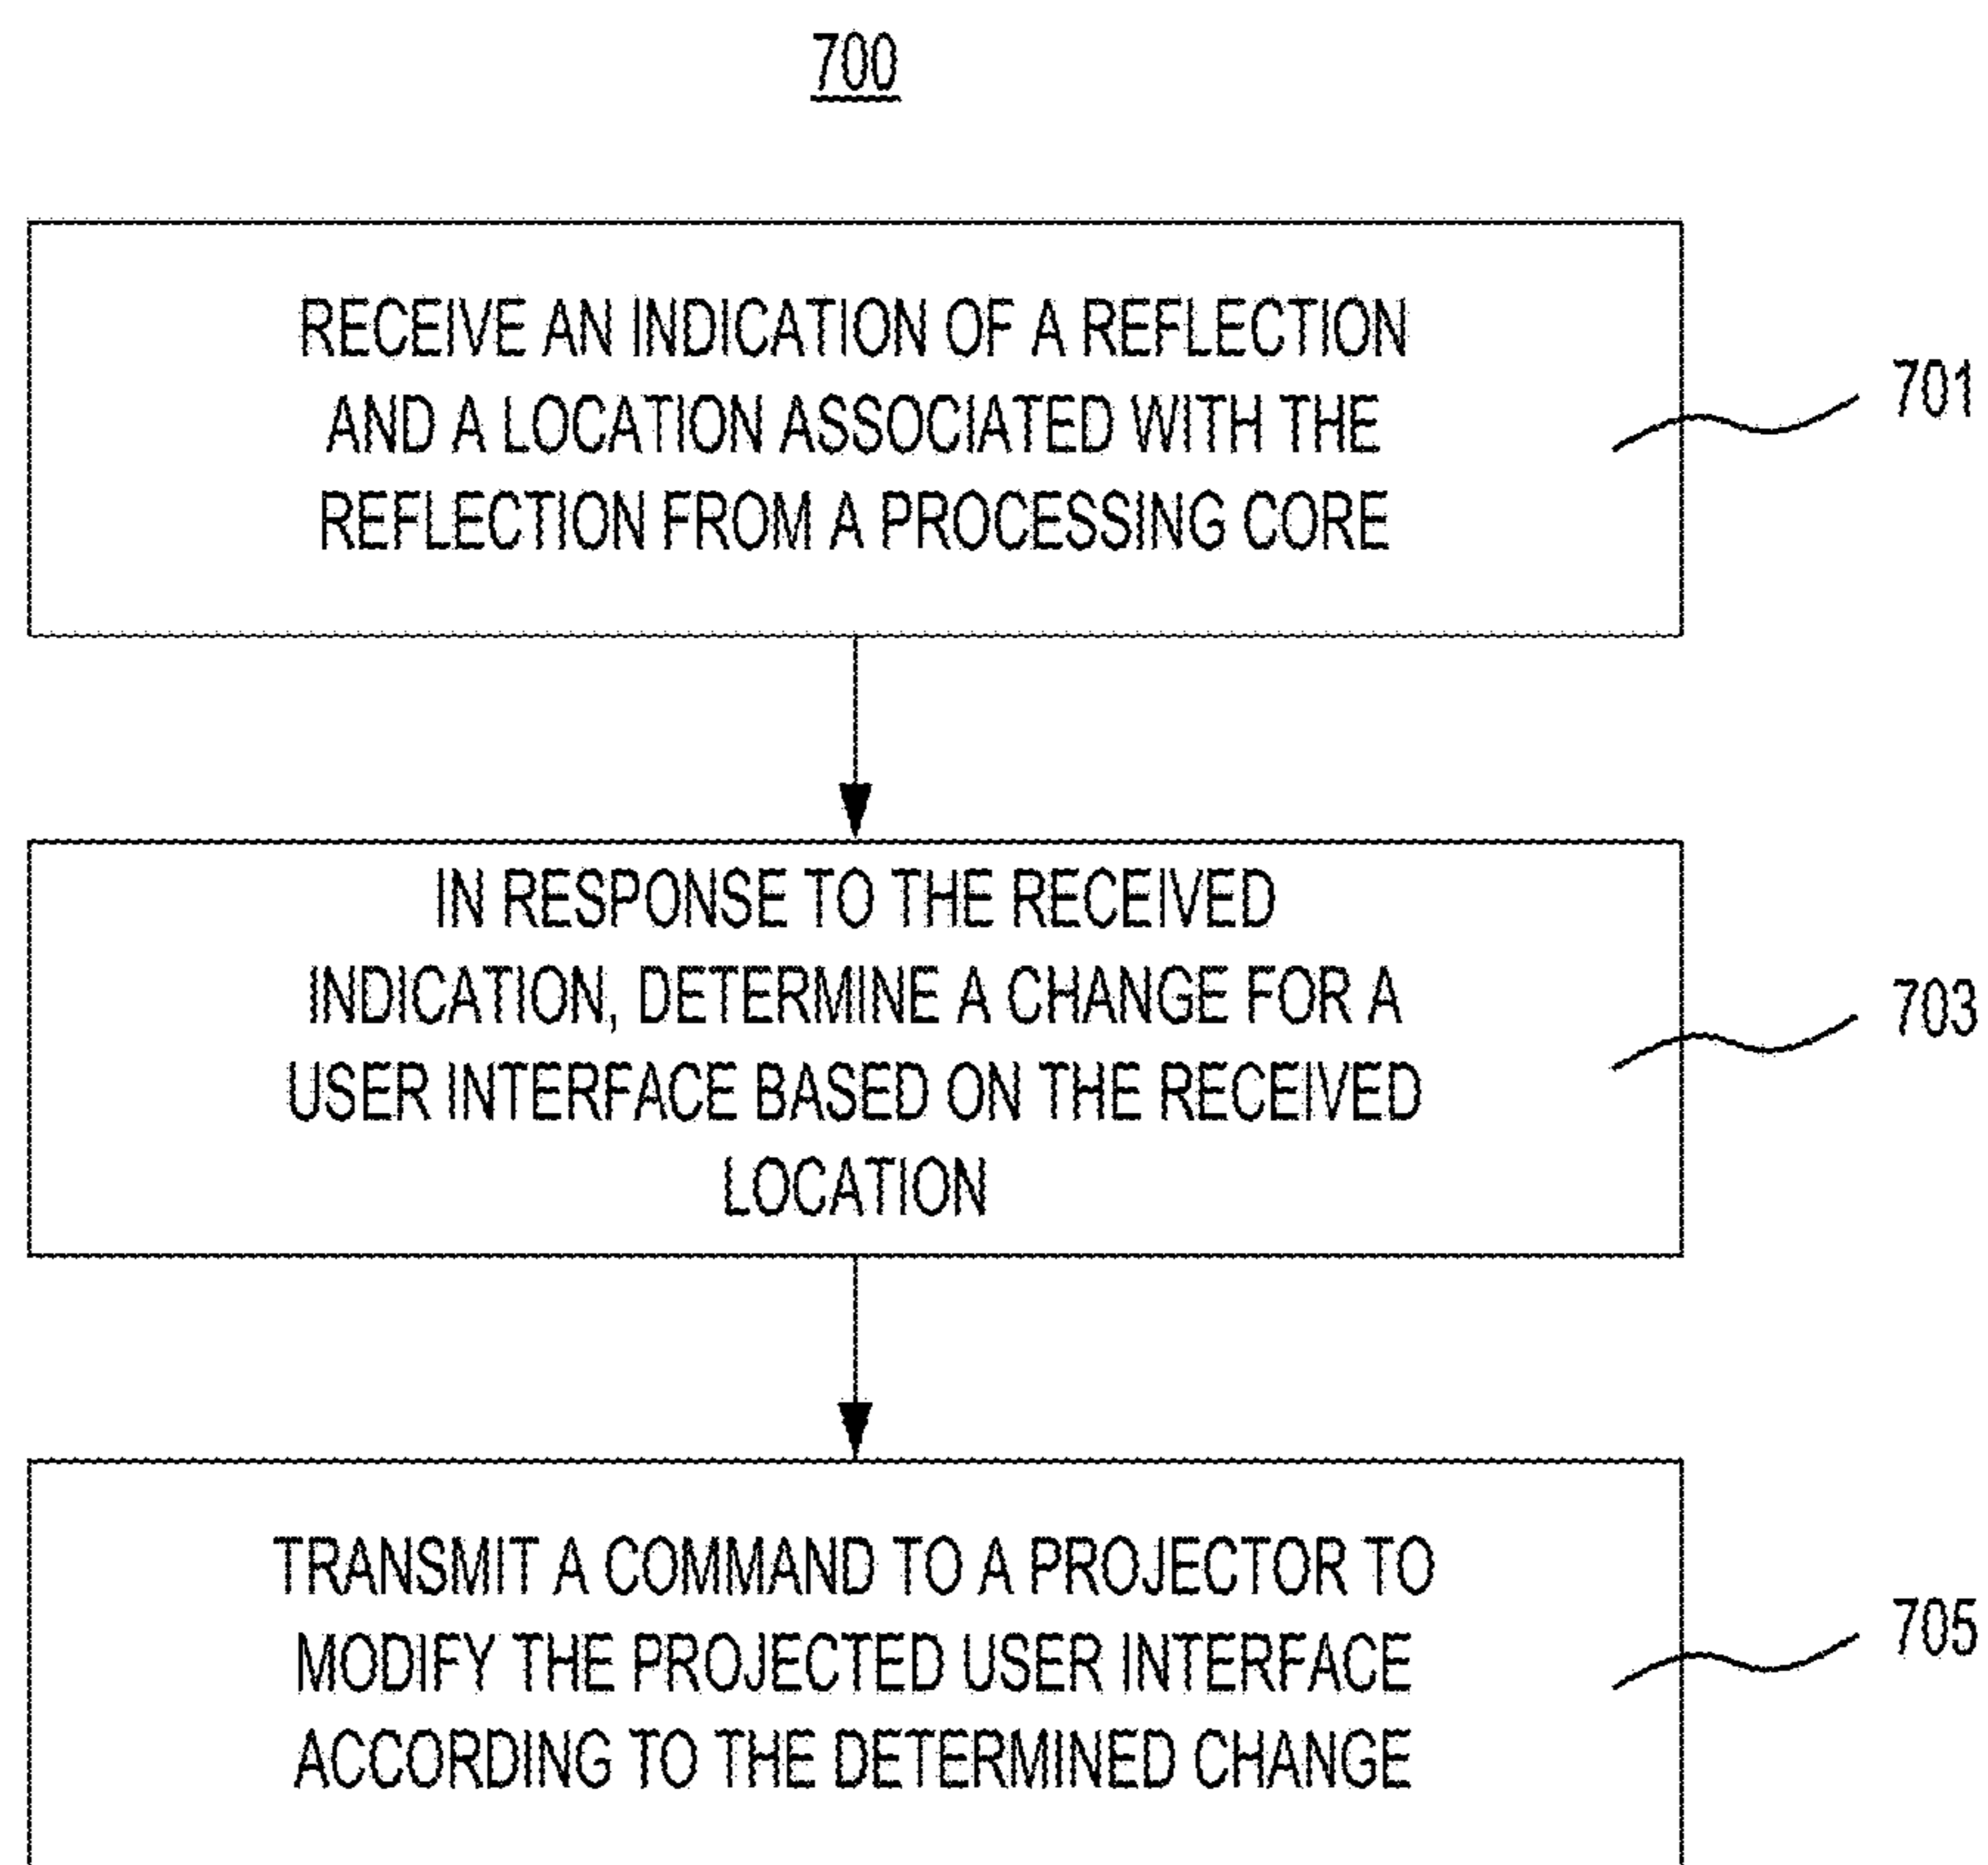 700
RECEIVE AN INDICATION OF A REFLECTION
AND A LOCATION ASSOCIATED WITH THE
REFLECTION FROM A PROCESSING CORE
701
IN RESPONSE TO THE RECEIVED
INDICATION, DETERMINE A CHANGE FOR A
USER INTERFACE BASED ON THE RECEIVED
LOCATION
703
TRANSMIT A COMMAND TO A PROJECTOR TO
MODIFY THE PROJECTED USER INTERFACE
ACCORDING TO THE DETERMINED CHANGE
705